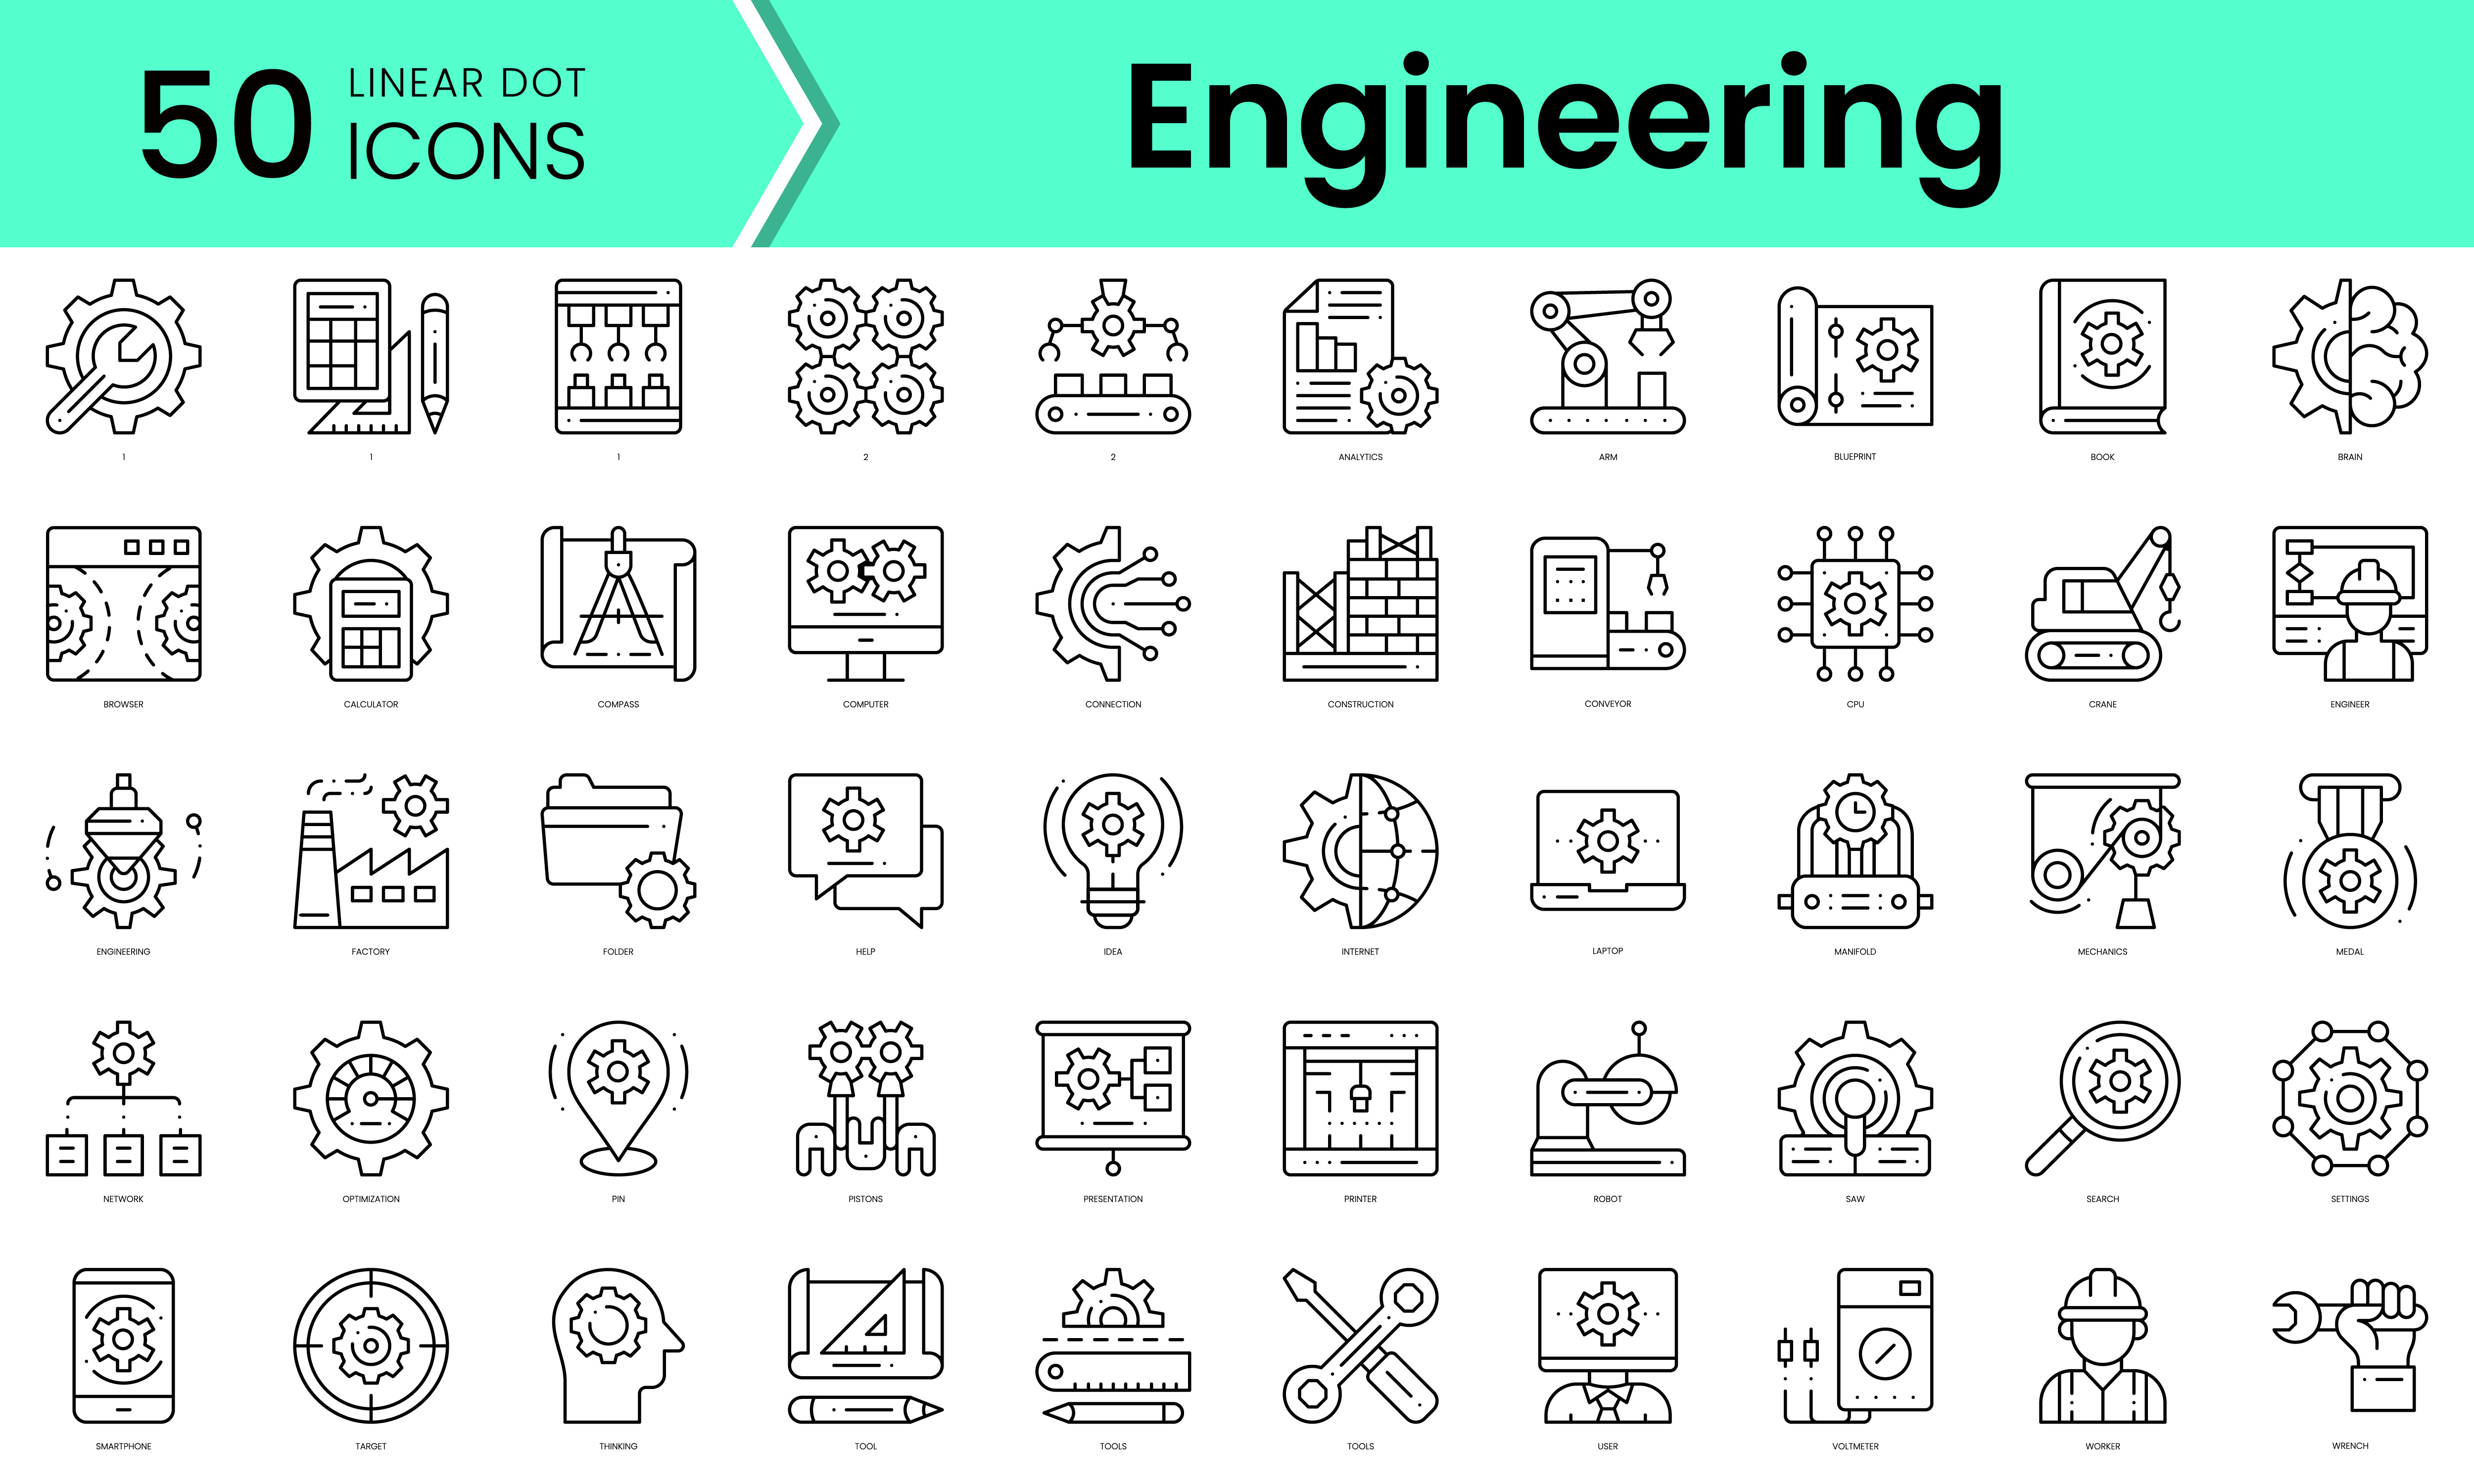 50
LINEAR DOT
ICONS
Engineering
1
1
1
2
2
ANALYTICS
ARM
BLUEPRINT
BOOK
BRAIN
BROWSER
CALCULATOR
COMPASS
COMPUTER
CONNECTION
CONSTRUCTION
CONVEYOR
CPU
CRANE
ENGINEER
ENGINEERING
FACTORY
FOLDER
HELP
IDEA
INTERNET
LAPTOP
MANIFOLD
MECHANICS
MEDAL
NETWORK
OPTIMIZATION
PIN
PISTONS
PRESENTATION
PRINTER
ROBOT
SAW
SEARCH
SETTINGS
SMARTPHONE
TARGET
THINKING
TOOL
TOOLS
TOOLS
USER
VOLTMETER
WORKER
WRENCH